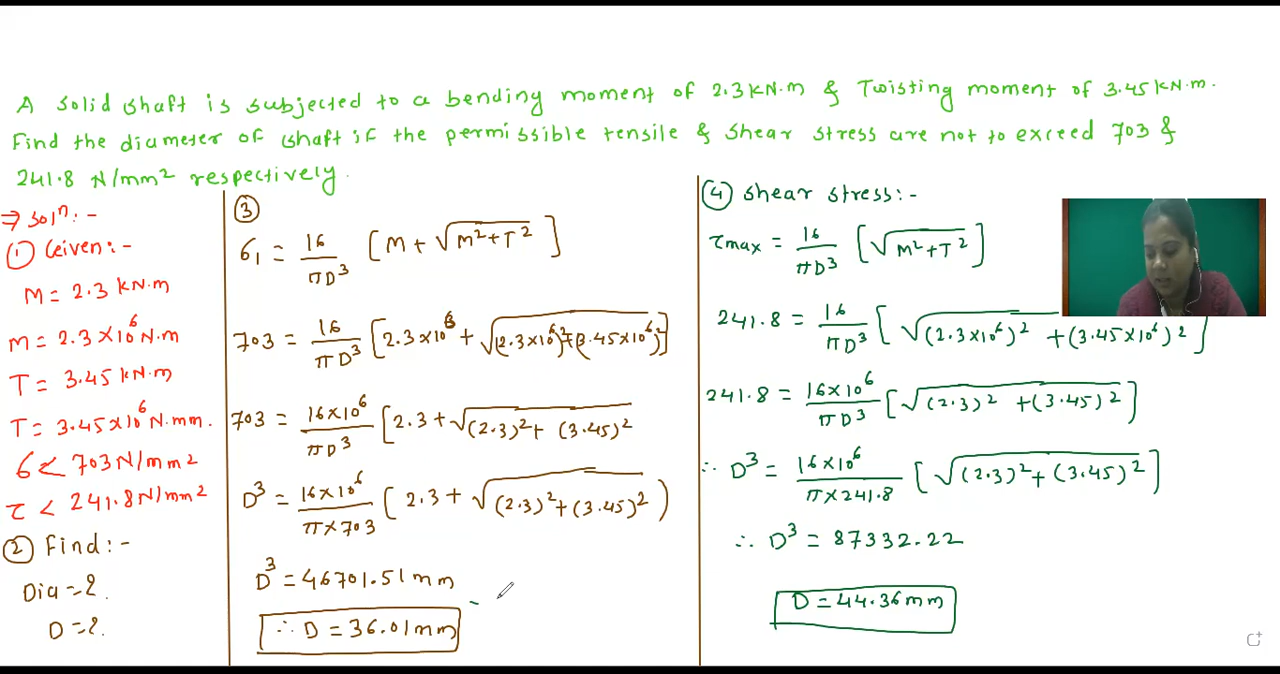 A solid shaft is subjected to a bending moment of 2.3 kN.m & Twisting moment of 3.45 kN.m.
Find the diameter of shaft if the permissible tensile & shear stress are not to exceed 703 &
241.8 N/mm2 respectively.
⇒ Solⁿ:-
① Given:-
M = 2.3 kN.m
M = 2.3×10⁶ N.m
T = 3.45 kN.m
T = 3.45×10⁶ N.mm.
6 < 703 N/mm2
τ < 241.8 N/mm2
② Find:-
Dia = ?.
D = ?.
③
6₁ = 16/πD³ [M + √M²+T²]
703 = 16/πD³ [2.3×10⁶ + √(2.3×10⁶)²+(3.45×10⁶)²]
703 = 16×10⁶/πD³ [2.3 + √(2.3)² + (3.45)²
D³ = 16×10⁶/π×703 [2.3 + √(2.3)²+(3.45)²)
D³ = 46701.51 mm
∴ D = 36.01 mm
④ Shear stress:-
τmax = 16/πD³ [√M²+T²]
241.8 = 16/πD³ [√(2.3×10⁶)² + (3.45×10⁶)²]
241.8 = 16×10⁶/πD³ [√(2.3)² + (3.45)²]
∴ D³ = 16×10⁶/π×241.8 [√(2.3)²+(3.45)²]
∴ D³ = 87332.22
D = 44.36 mm